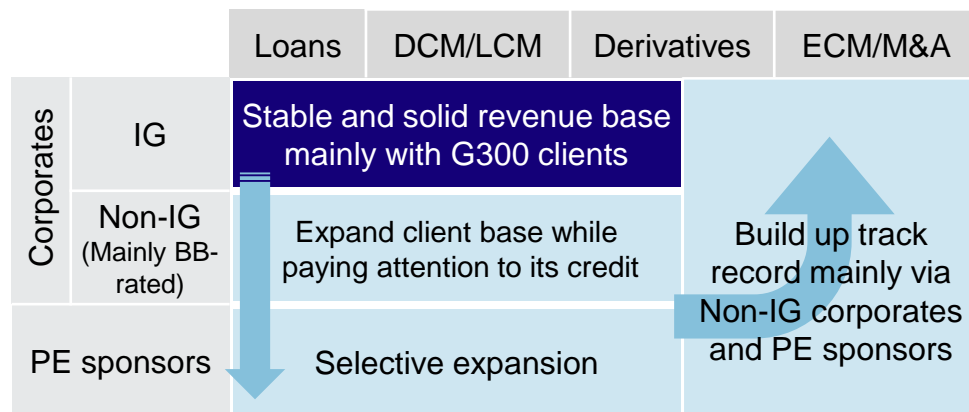 Loans
DCM/LCM
Derivatives
ECM/M&A
Corporates
IG
Stable and solid revenue base
mainly with G300 clients
Non-IG
(Mainly BB-
rated)
Expand client base while
paying attention to its credit
Build up track
record mainly via
Non-IG corporates
and PE sponsors
PE sponsors
Selective expansion